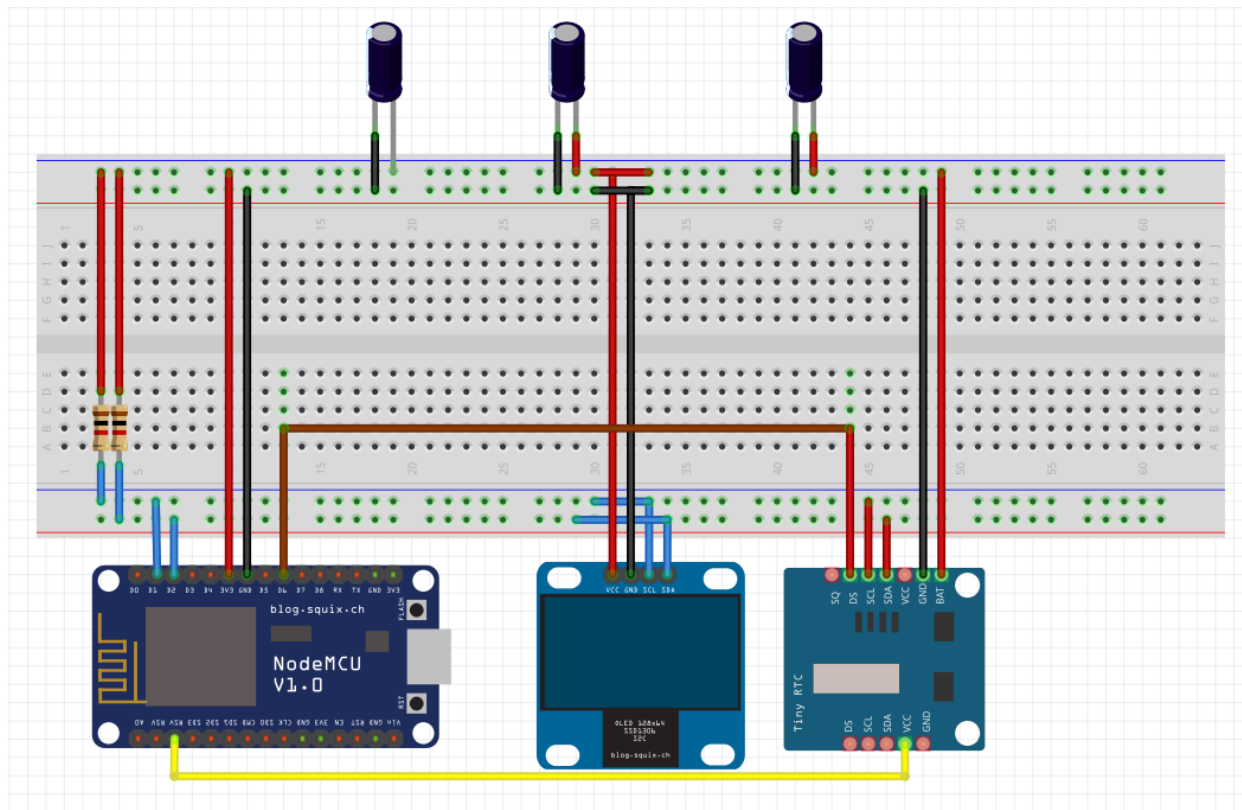 1 5 15 20 25 30 35 40 45 50 55 60
J J
I I
H H
G G
F F
E E
D D
C C
B B
A A
1 5 15 20 25 30 35 40 45 50 55 60
D0 D1 D2 D3 D4 3V3 GND D5 D6 D7 D8 RX TX GND 3V3
blog.squix.ch
FLASH
NodeMCU
V1.0
RST
A0 RSV RSV SD3 SD2 SD1 CMD SD0 CLK GND 3V3 EN RST GND Vin
VCC GND SCL SDA
OLED 128x64
SSD1306
I2C
blog.squix.ch
SQ DS SCL SDA VCC GND BAT
Tiny RTC
DS SCL SDA VCC GND